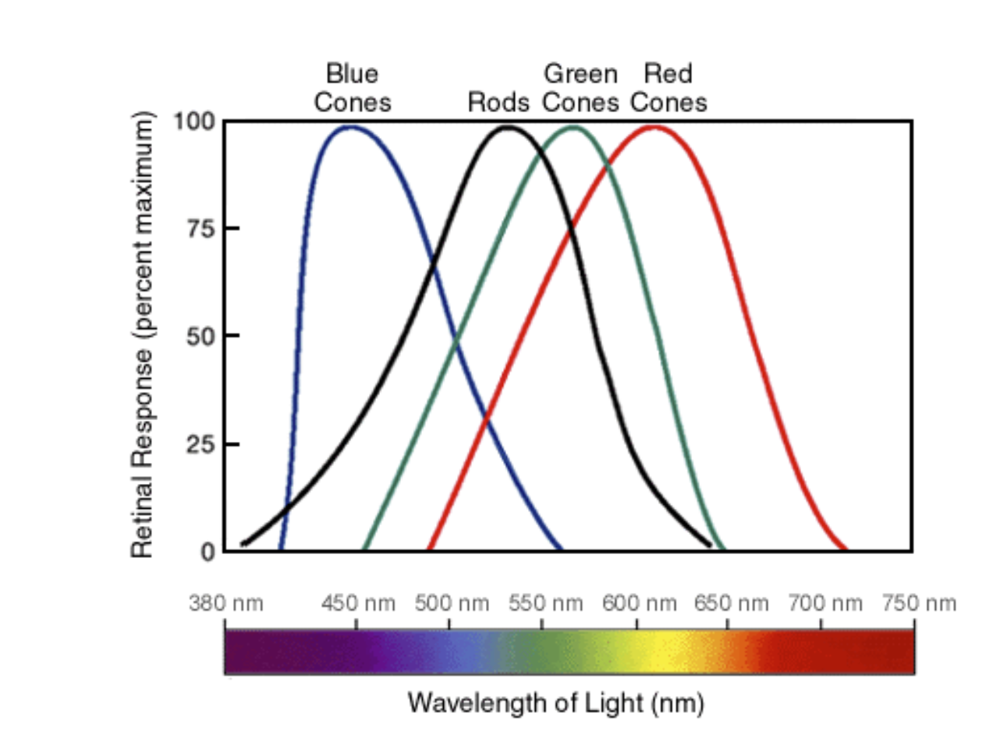 Blue Green Red
Cones Rods Cones Cones
100
75
50
25
0
Retinal Response (percent maximum)
380 nm 450 nm 500 nm 550 nm 600 nm 650 nm 700 nm 750 nm
Wavelength of Light (nm)